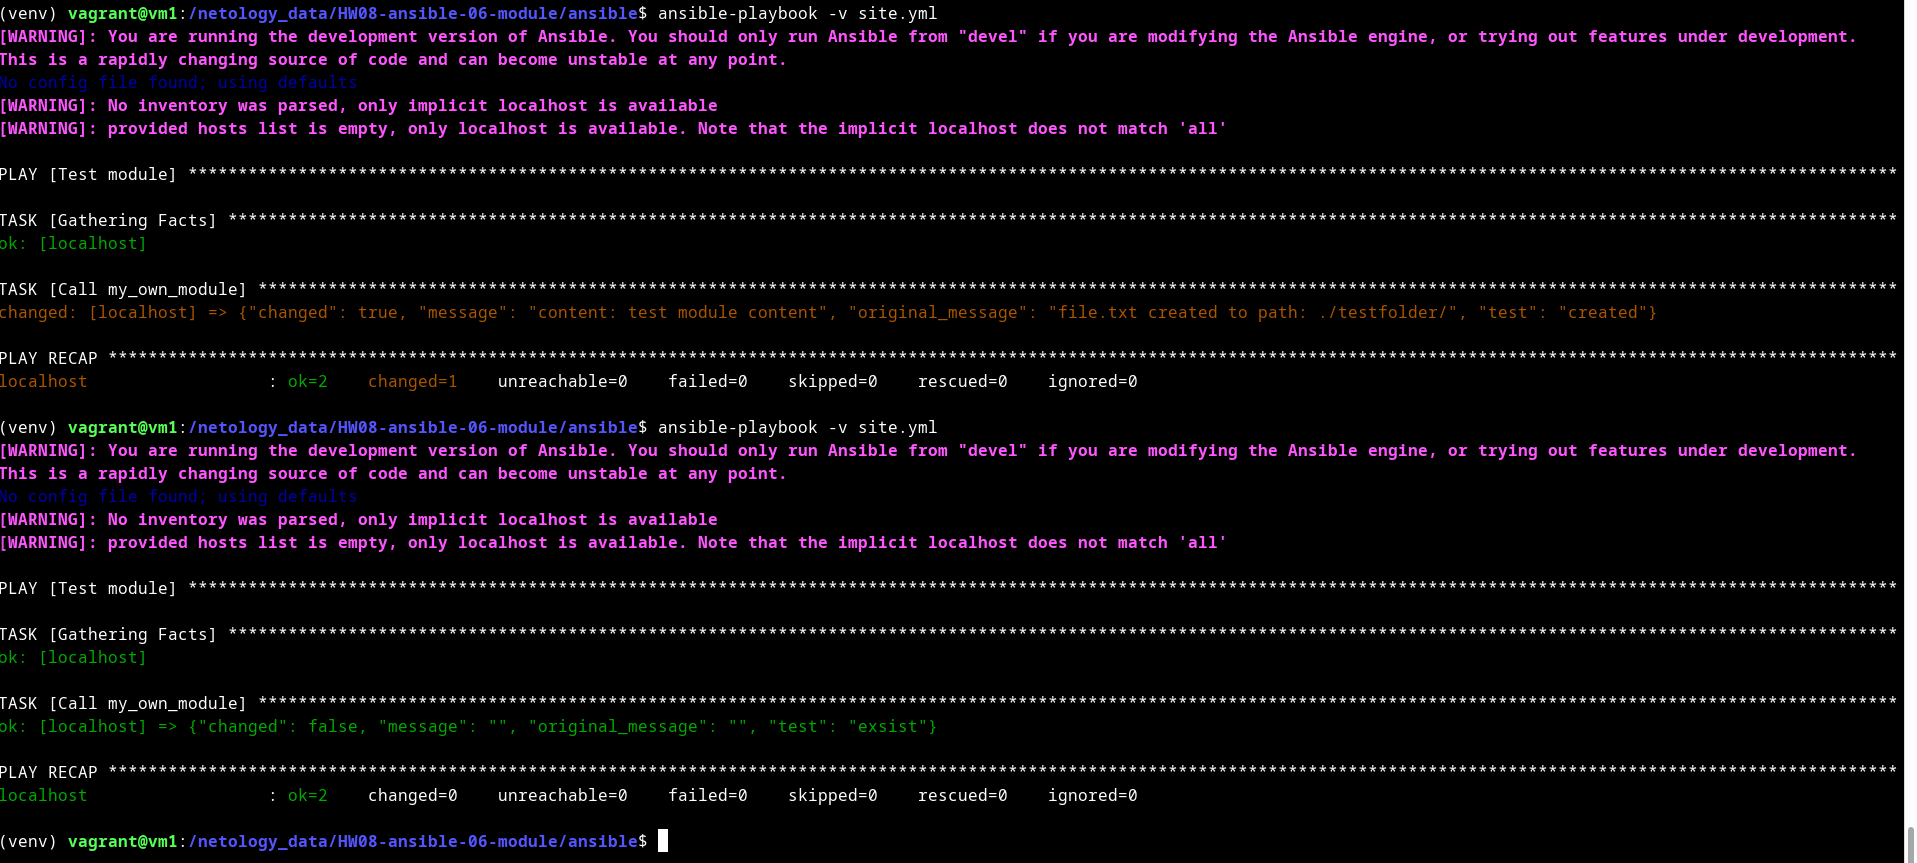 (venv) vagrant@vm1:/netology_data/HW08-ansible-06-module/ansible$ ansible-playbook -v site.yml
[WARNING]: You are running the development version of Ansible. You should only run Ansible from "devel" if you are modifying the Ansible engine, or trying out features under development.
This is a rapidly changing source of code and can become unstable at any point.
No config file found; using defaults
[WARNING]: No inventory was parsed, only implicit localhost is available
[WARNING]: provided hosts list is empty, only localhost is available. Note that the implicit localhost does not match 'all'
PLAY [Test module] ***************************************************************************************************************************************************************************
TASK [Gathering Facts] ***********************************************************************************************************************************************************************
ok: [localhost]
TASK [Call my_own_module] ********************************************************************************************************************************************************************
changed: [localhost] => {"changed": true, "message": "content: test module content", "original_message": "file.txt created to path: ./testfolder/", "test": "created"}
PLAY RECAP ***********************************************************************************************************************************************************************************
localhost                  : ok=2    changed=1    unreachable=0    failed=0    skipped=0    rescued=0    ignored=0
(venv) vagrant@vm1:/netology_data/HW08-ansible-06-module/ansible$ ansible-playbook -v site.yml
[WARNING]: You are running the development version of Ansible. You should only run Ansible from "devel" if you are modifying the Ansible engine, or trying out features under development.
This is a rapidly changing source of code and can become unstable at any point.
No config file found; using defaults
[WARNING]: No inventory was parsed, only implicit localhost is available
[WARNING]: provided hosts list is empty, only localhost is available. Note that the implicit localhost does not match 'all'
PLAY [Test module] ***************************************************************************************************************************************************************************
TASK [Gathering Facts] ***********************************************************************************************************************************************************************
ok: [localhost]
TASK [Call my_own_module] ********************************************************************************************************************************************************************
ok: [localhost] => {"changed": false, "message": "", "original_message": "", "test": "exsist"}
PLAY RECAP ***********************************************************************************************************************************************************************************
localhost                  : ok=2    changed=0    unreachable=0    failed=0    skipped=0    rescued=0    ignored=0
(venv) vagrant@vm1:/netology_data/HW08-ansible-06-module/ansible$